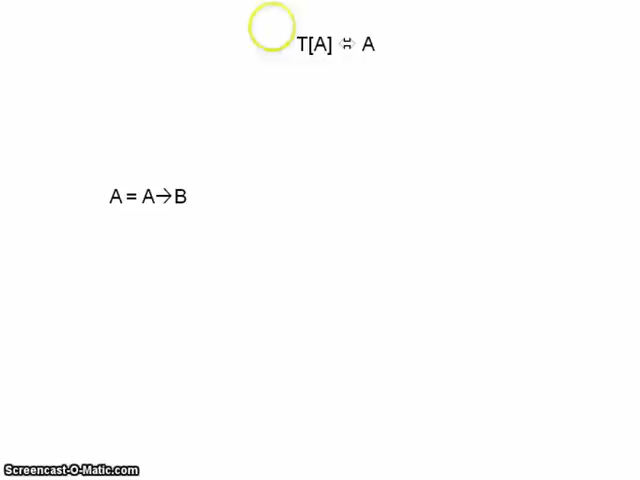 T[A] ⇔ A
A = A→B
Screencast-O-Matic.com